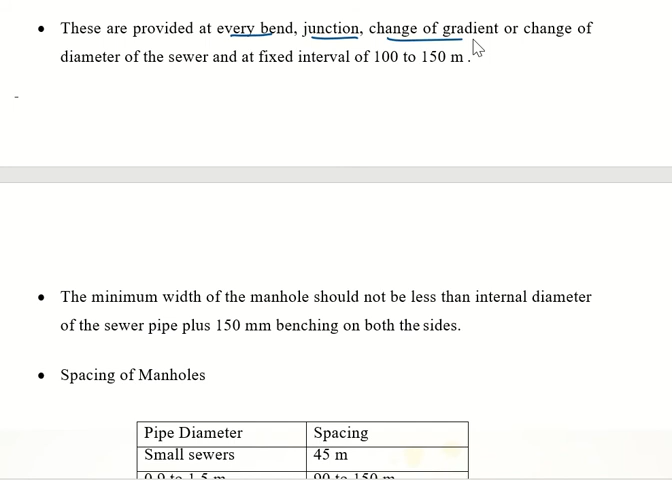 • These are provided at every bend, junction, change of gradient or change of
diameter of the sewer and at fixed interval of 100 to 150 m .
• The minimum width of the manhole should not be less than internal diameter
of the sewer pipe plus 150 mm benching on both the sides.
• Spacing of Manholes
Pipe Diameter Spacing
Small sewers 45 m